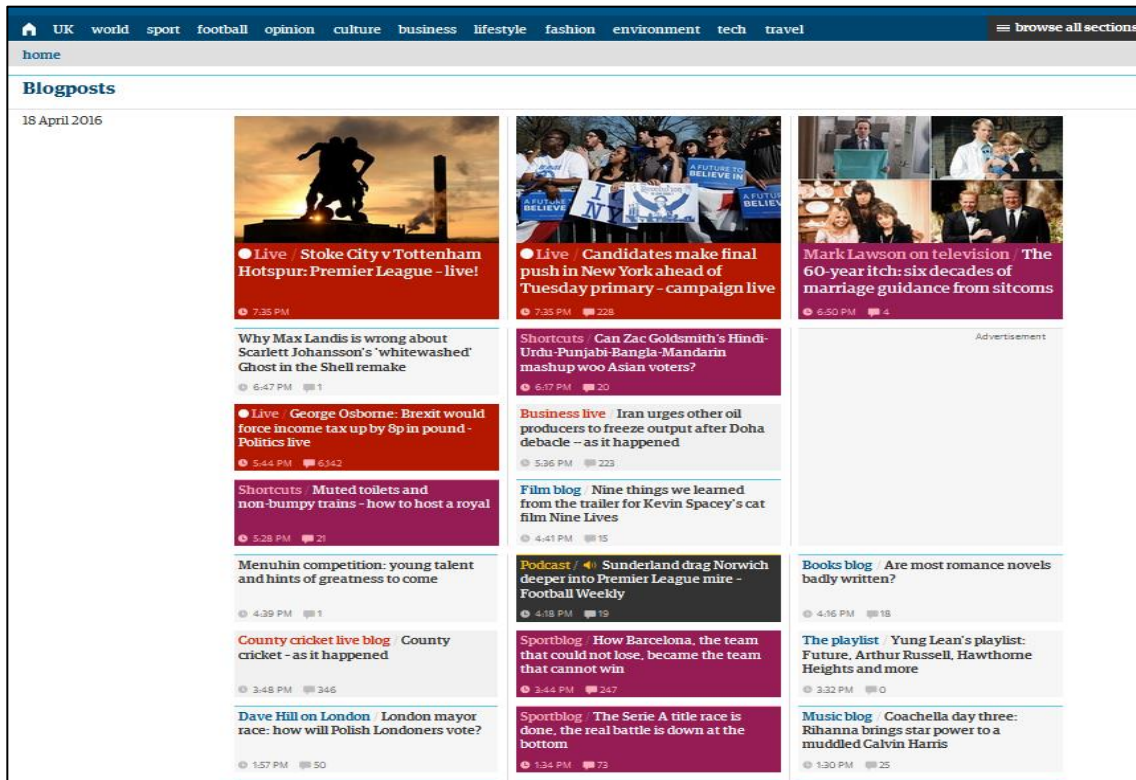 UK world sport football opinion culture business lifestyle fashion environment tech travel browse all sections
home
Blogposts
18 April 2016
A FUTURE TO BELIEVE IN
A FUTURE TO BELIEVE IN
I NY
Live / Stoke City v Tottenham
Hotspur: Premier League – live!
7:35 PM
Live / Candidates make final
push in New York ahead of
Tuesday primary – campaign live
7:35 PM 228
Mark Lawson on television / The
60-year itch: six decades of
marriage guidance from sitcoms
6:50 PM 4
Why Max Landis is wrong about
Scarlett Johansson's 'whitewashed'
Ghost in the Shell remake
6:47 PM 1
Shortcuts / Can Zac Goldsmith's Hindi-
Urdu-Punjabi-Bangla-Mandarin
mashup woo Asian voters?
6:17 PM 20
Advertisement
Live / George Osborne: Brexit would
force income tax up by 8p in pound -
Politics live
5:44 PM 6,142
Business live / Iran urges other oil
producers to freeze output after Doha
debacle -- as it happened
5:36 PM 223
Shortcuts / Muted toilets and
non-bumpy trains – how to host a royal
5:28 PM 21
Film blog / Nine things we learned
from the trailer for Kevin Spacey's cat
film Nine Lives
4:41 PM 15
Menuhin competition: young talent
and hints of greatness to come
4:39 PM 1
Podcast / Sunderland drag Norwich
deeper into Premier League mire –
Football Weekly
4:18 PM 19
Books blog / Are most romance novels
badly written?
4:16 PM 18
County cricket live blog / County
cricket – as it happened
3:48 PM 346
Sportblog / How Barcelona, the team
that could not lose, became the team
that cannot win
3:44 PM 247
The playlist / Yung Lean's playlist:
Future, Arthur Russell, Hawthorne
Heights and more
3:32 PM 0
Dave Hill on London / London mayor
race: how will Polish Londoners vote?
1:57 PM 50
Sportblog / The Serie A title race is
done, the real battle is down at the
bottom
1:34 PM 73
Music blog / Coachella day three:
Rihanna brings star power to a
muddled Calvin Harris
1:30 PM 25